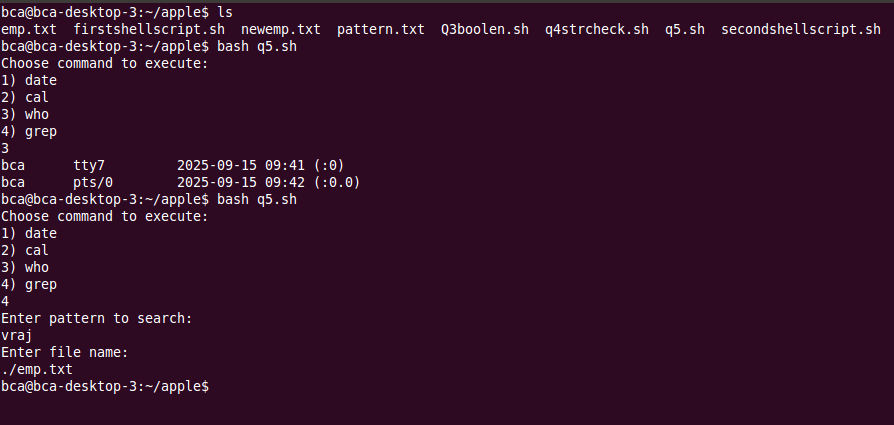 bca@bca-desktop-3:~/apple$ ls
emp.txt  firstshellscript.sh  newemp.txt  pattern.txt  Q3boolen.sh  q4strcheck.sh  q5.sh  secondshellscript.sh
bca@bca-desktop-3:~/apple$ bash q5.sh
Choose command to execute:
1) date
2) cal
3) who
4) grep
3
bca      tty7         2025-09-15 09:41 (:0)
bca      pts/0        2025-09-15 09:42 (:0.0)
bca@bca-desktop-3:~/apple$ bash q5.sh
Choose command to execute:
1) date
2) cal
3) who
4) grep
4
Enter pattern to search:
vraj
Enter file name:
./emp.txt
bca@bca-desktop-3:~/apple$